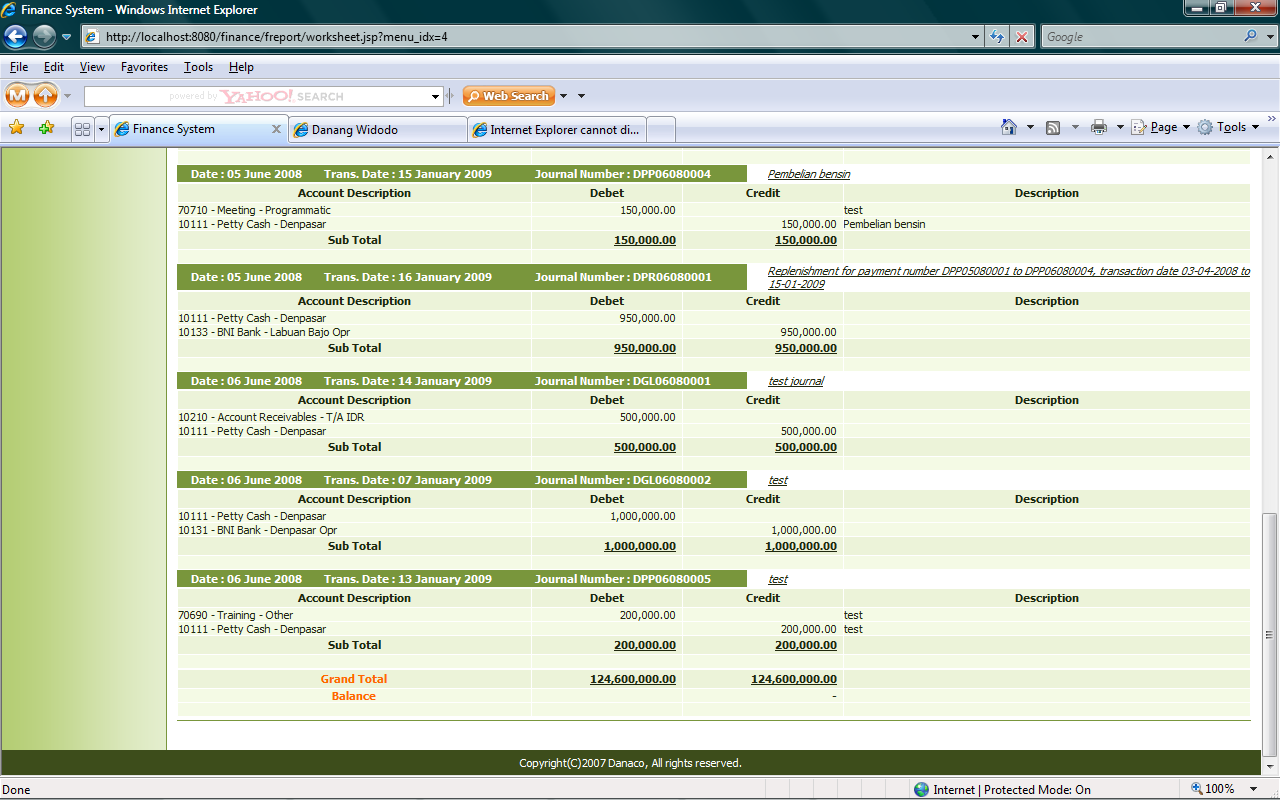 Finance System - Windows Internet Explorer
http://localhost:8080/finance/freport/worksheet.jsp?menu_idx=4
Google
File Edit View Favorites Tools Help
powered by YAHOO! SEARCH Web Search
Finance System Danang Widodo Internet Explorer cannot di... Page Tools
Date : 05 June 2008 Trans. Date : 15 January 2009 Journal Number : DPP06080004 Pembelian bensin
Account Description Debet Credit Description
70710 - Meeting - Programmatic 150,000.00 test
10111 - Petty Cash - Denpasar 150,000.00 Pembelian bensin
Sub Total 150,000.00 150,000.00
Date : 05 June 2008 Trans. Date : 16 January 2009 Journal Number : DPR06080001 Replenishment for payment number DPP05080001 to DPP06080004, transaction date 03-04-2008 to
15-01-2009
Account Description Debet Credit Description
10111 - Petty Cash - Denpasar 950,000.00
10133 - BNI Bank - Labuan Bajo Opr 950,000.00
Sub Total 950,000.00 950,000.00
Date : 06 June 2008 Trans. Date : 14 January 2009 Journal Number : DGL06080001 test journal
Account Description Debet Credit Description
10210 - Account Receivables - T/A IDR 500,000.00
10111 - Petty Cash - Denpasar 500,000.00
Sub Total 500,000.00 500,000.00
Date : 06 June 2008 Trans. Date : 07 January 2009 Journal Number : DGL06080002 test
Account Description Debet Credit Description
10111 - Petty Cash - Denpasar 1,000,000.00
10131 - BNI Bank - Denpasar Opr 1,000,000.00
Sub Total 1,000,000.00 1,000,000.00
Date : 06 June 2008 Trans. Date : 13 January 2009 Journal Number : DPP06080005 test
Account Description Debet Credit Description
70690 - Training - Other 200,000.00 test
10111 - Petty Cash - Denpasar 200,000.00 test
Sub Total 200,000.00 200,000.00
Grand Total 124,600,000.00 124,600,000.00
Balance -
Copyright(C)2007 Danaco, All rights reserved.
Done Internet | Protected Mode: On 100%